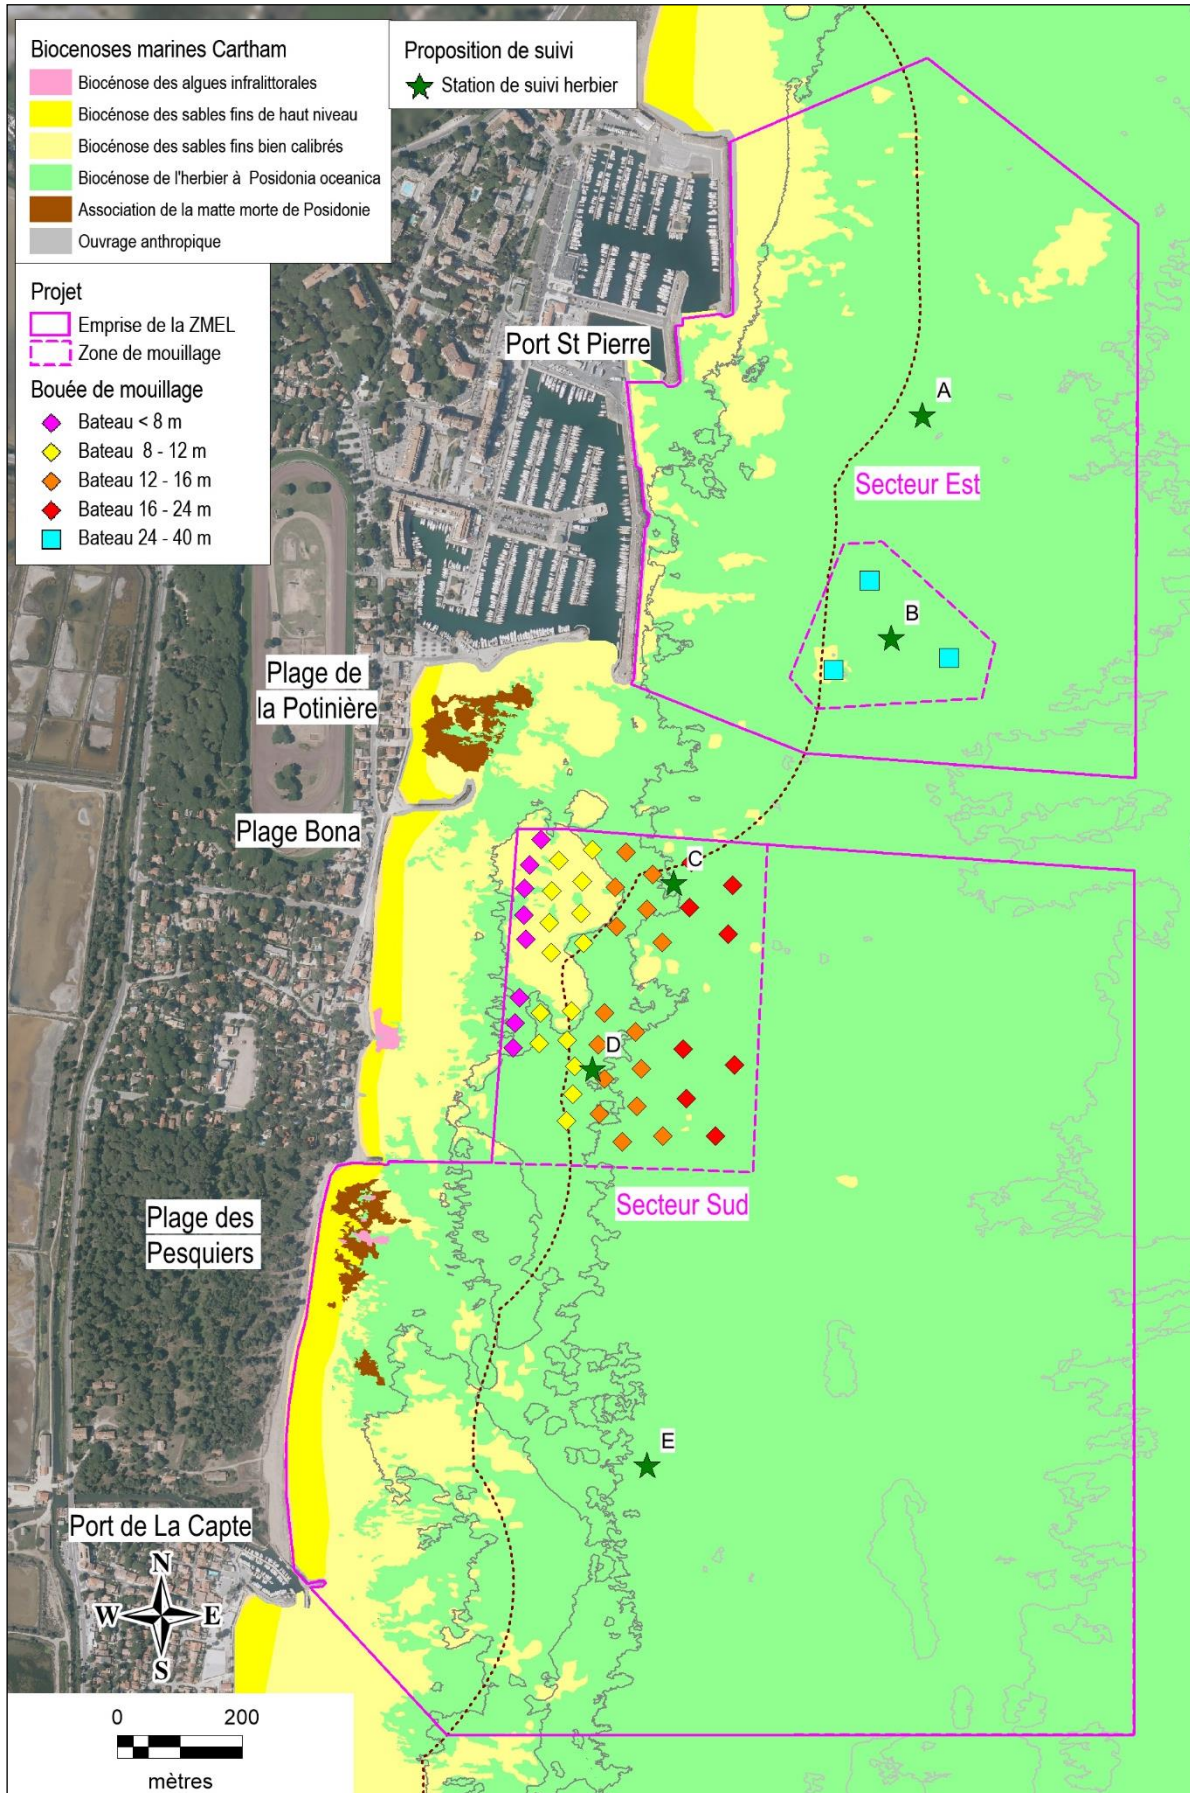 Biocenoses marines Cartham
Biocénose des algues infralittorales
Biocénose des sables fins de haut niveau
Biocénose des sables fins bien calibrés
Biocénose de l'herbier à Posidonia oceanica
Association de la matte morte de Posidonie
Ouvrage anthropique
Proposition de suivi
Station de suivi herbier
Projet
Emprise de la ZMEL
Zone de mouillage
Bouée de mouillage
Bateau < 8 m
Bateau 8 - 12 m
Bateau 12 - 16 m
Bateau 16 - 24 m
Bateau 24 - 40 m
Port St Pierre
A
Secteur Est
B
Plage de
la Potinière
Plage Bona
C
D
Plage des
Pesquiers
Secteur Sud
E
Port de La Capte
N
W
E
S
0
200
mètres